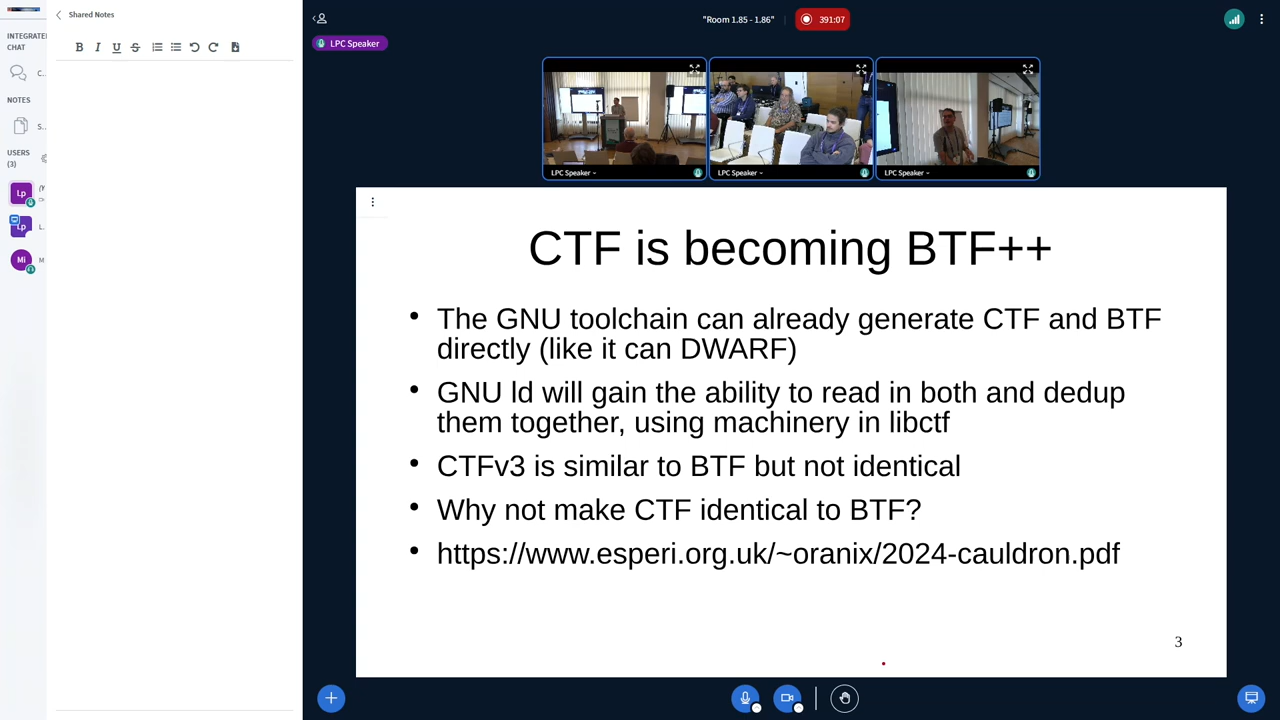 Shared Notes
INTEGRATE
CHAT
C..
NOTES
S..
USERS
(3)
Lp
Lp
L..
Mi
M
B I U S
"Room 1.85 - 1.86"
391:07
LPC Speaker
LPC Speaker
LPC Speaker
LPC Speaker
CTF is becoming BTF++
• The GNU toolchain can already generate CTF and BTF
directly (like it can DWARF)
• GNU ld will gain the ability to read in both and dedup
them together, using machinery in libctf
• CTFv3 is similar to BTF but not identical
• Why not make CTF identical to BTF?
• https://www.esperi.org.uk/~oranix/2024-cauldron.pdf
3